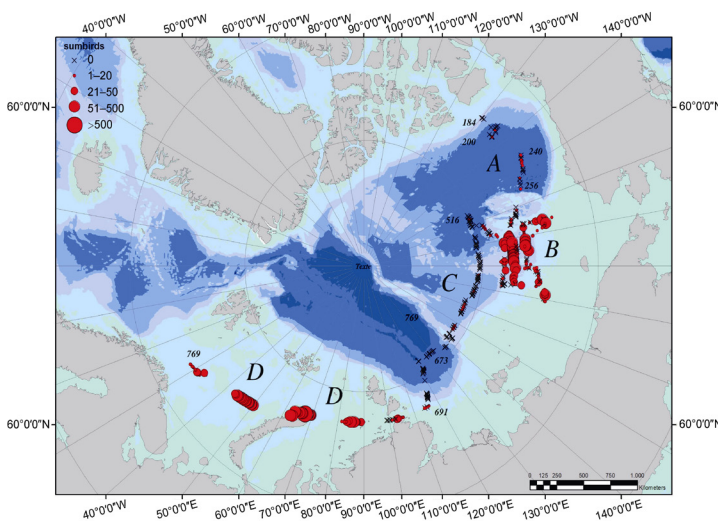 50°0'0"W 60°0'0"W 70°0'0"W 80°0'0"W 90°0'0"W 100°0'0"W 110°0'0"W 120°0'0"W 130°0'0"W
40°0'0"W 140°0'0"W
sumbirds
0
1–20
21–50
51–500
>500
60°0'0"N 60°0'0"N
184
200
A
240
256
516
B
C
769
769
673
D
D
691
60°0'0"N 60°0'0"N
0 125 250 500 750 1.000
Kilometers
40°0'0"W 140°0'0"W
50°0'0"E 60°0'0"E 70°0'0"E 80°0'0"E 90°0'0"E 100°0'0"E 110°0'0"E 120°0'0"E 130°0'0"E